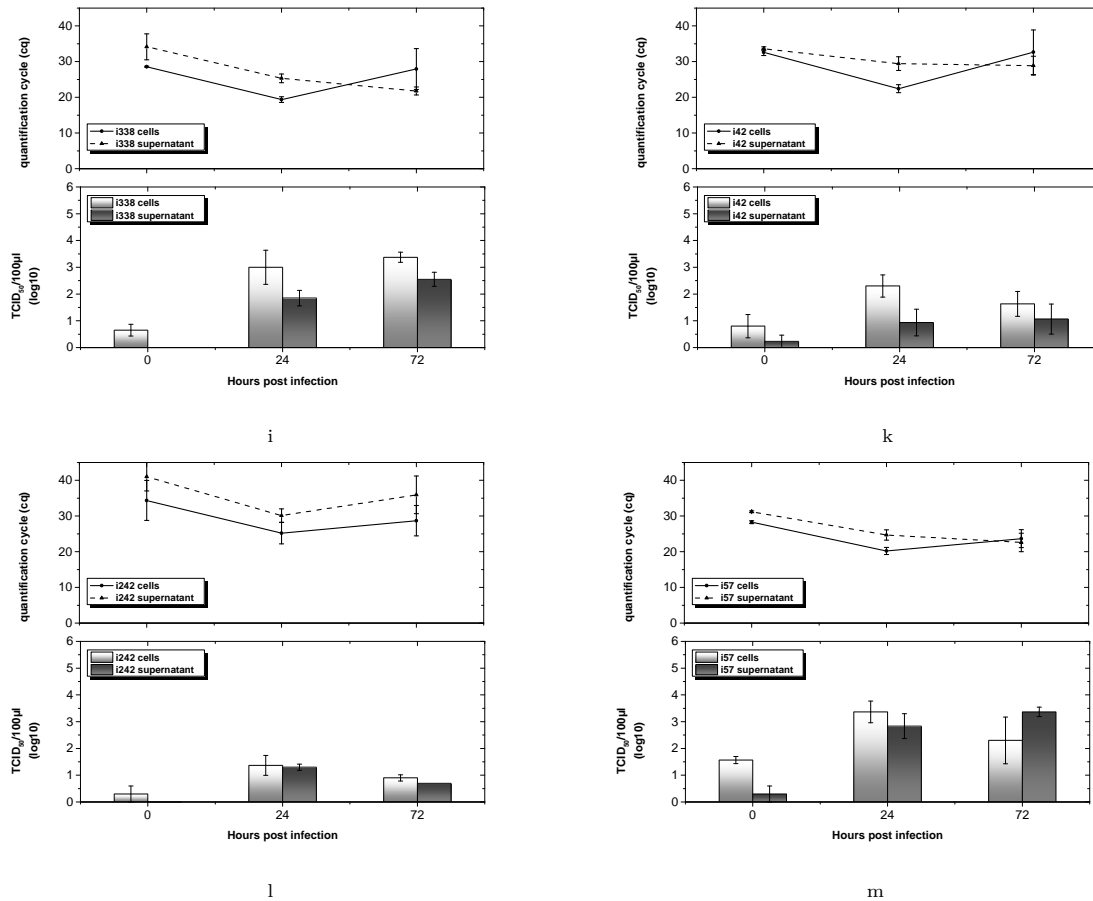 40
30
20
10
0
quantification cycle (cq)
i338 cells
i338 supernatant
6
5
4
3
2
1
0
TCID50/100µl
(log10)
i338 cells
i338 supernatant
0 24 72
Hours post infection
i
40
30
20
10
0
quantification cycle (cq)
i42 cells
i42 supernatant
6
5
4
3
2
1
0
TCID50/100µl
(log10)
i42 cells
i42 supernatant
0 24 72
Hours post infection
k
40
30
20
10
0
quantification cycle (cq)
i242 cells
i242 supernatant
6
5
4
3
2
1
0
TCID50/100µl
(log10)
i242 cells
i242 supernatant
0 24 72
Hours post infection
l
40
30
20
10
0
quantification cycle (cq)
i57 cells
i57 supernatant
6
5
4
3
2
1
0
TCID50/100µl
(log10)
i57 cells
i57 supernatant
0 24 72
Hours post infection
m